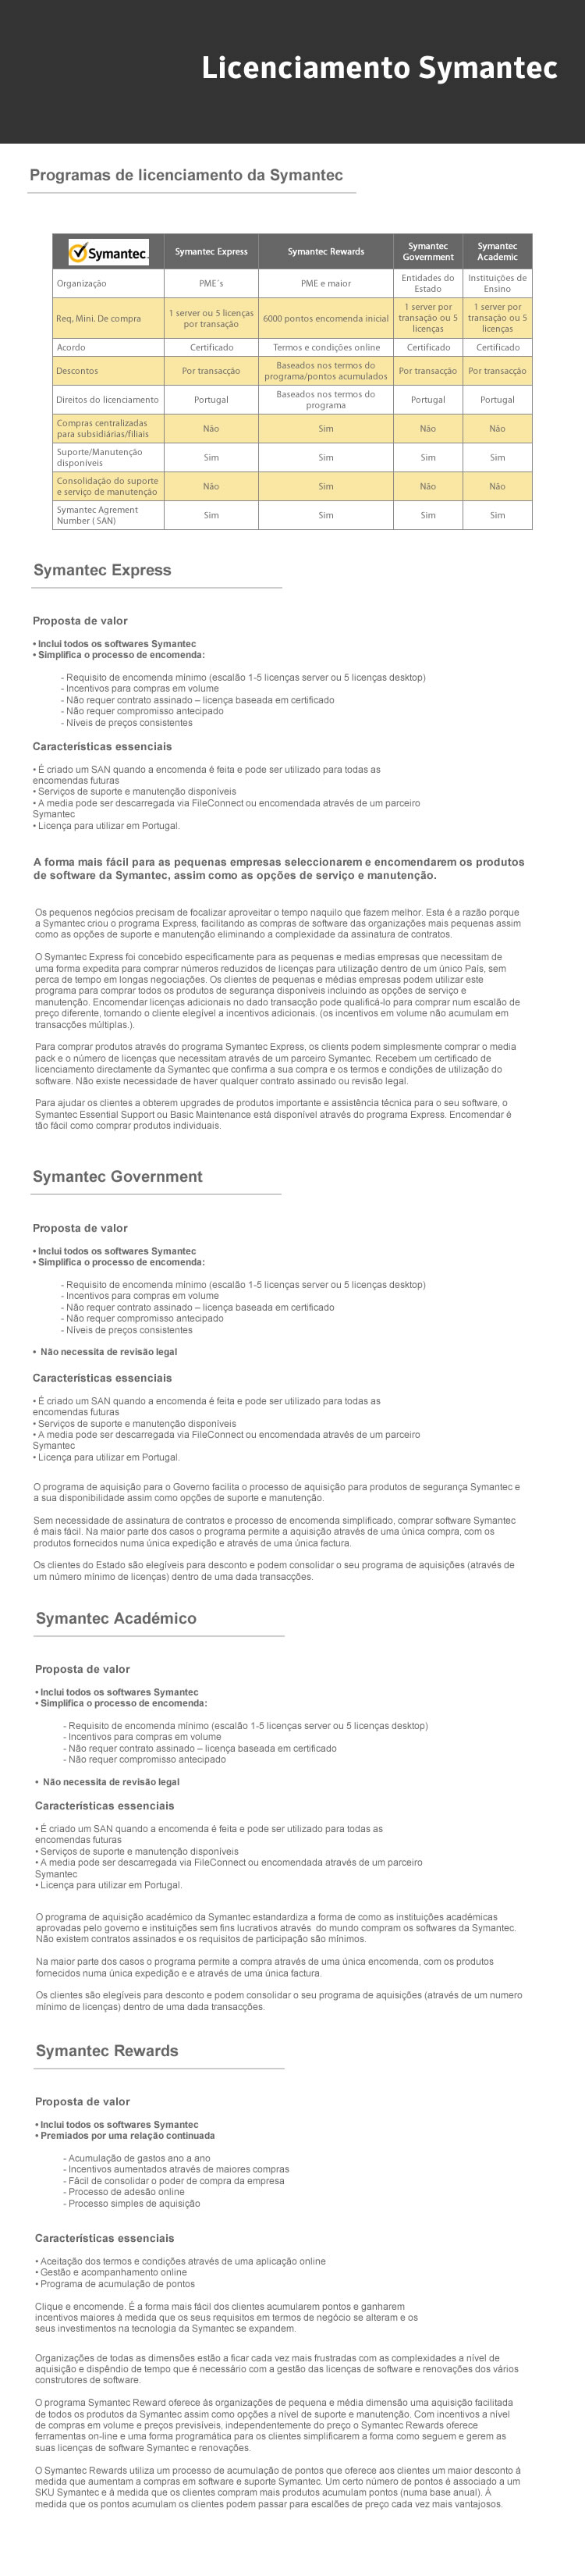 Licenciamento Symantec
Programas de licenciamento da Symantec
Symantec. Symantec Express Symantec Rewards Symantec Government Symantec Academic
Organização PME´s PME e maior Entidades do Estado Instituições de Ensino
Req, Mini. De compra 1 server ou 5 licenças por transação 6000 pontos encomenda inicial 1 server por transação ou 5 licenças 1 server por transação ou 5 licenças
Acordo Certificado Termos e condições online Certificado Certificado
Descontos Por transacção Baseados nos termos do programa/pontos acumulados Por transacção Por transacção
Direitos do licenciamento Portugal Baseados nos termos do programa Portugal Portugal
Compras centralizadas para subsidiárias/filiais Não Sim Não Não
Suporte/Manutenção disponíveis Sim Sim Sim Sim
Consolidação do suporte e serviço de manutenção Não Sim Não Não
Symantec Agrement Number ( SAN) Sim Sim Sim Sim
Symantec Express
Proposta de valor
• Inclui todos os softwares Symantec
• Simplifica o processo de encomenda:
- Requisito de encomenda mínimo (escalão 1-5 licenças server ou 5 licenças desktop)
- Incentivos para compras em volume
- Não requer contrato assinado – licença baseada em certificado
- Não requer compromisso antecipado
- Níveis de preços consistentes
Características essenciais
• É criado um SAN quando a encomenda é feita e pode ser utilizado para todas as
encomendas futuras
• Serviços de suporte e manutenção disponíveis
• A media pode ser descarregada via FileConnect ou encomendada através de um parceiro
Symantec
• Licença para utilizar em Portugal.
A forma mais fácil para as pequenas empresas seleccionarem e encomendarem os produtos
de software da Symantec, assim como as opções de serviço e manutenção.
Os pequenos negócios precisam de focalizar aproveitar o tempo naquilo que fazem melhor. Esta é a razão porque
a Symantec criou o programa Express, facilitando as compras de software das organizações mais pequenas assim
como as opções de suporte e manutenção eliminando a complexidade da assinatura de contratos.
O Symantec Express foi concebido especificamente para as pequenas e medias empresas que necessitam de
uma forma expedita para comprar números reduzidos de licenças para utilização dentro de um único País, sem
perca de tempo em longas negociações. Os clientes de pequenas e médias empresas podem utilizar este
programa para comprar todos os produtos de segurança disponíveis incluindo as opções de serviço e
manutenção. Encomendar licenças adicionais no dado transacção pode qualificá-lo para comprar num escalão de
preço diferente, tornando o cliente elegível a incentivos adicionais. (os incentivos em volume não acumulam em
transacções múltiplas.).
Para comprar produtos através do programa Symantec Express, os clients podem simplesmente comprar o media
pack e o número de licenças que necessitam através de um parceiro Symantec. Recebem um certificado de
licenciamento directamente da Symantec que confirma a sua compra e os termos e condições de utilização do
software. Não existe necessidade de haver qualquer contrato assinado ou revisão legal.
Para ajudar os clientes a obterem upgrades de produtos importante e assistência técnica para o seu software, o
Symantec Essential Support ou Basic Maintenance está disponível através do programa Express. Encomendar é
tão fácil como comprar produtos individuais.
Symantec Government
Proposta de valor
• Inclui todos os softwares Symantec
• Simplifica o processo de encomenda:
- Requisito de encomenda mínimo (escalão 1-5 licenças server ou 5 licenças desktop)
- Incentivos para compras em volume
- Não requer contrato assinado – licença baseada em certificado
- Não requer compromisso antecipado
- Níveis de preços consistentes
• Não necessita de revisão legal
Características essenciais
• É criado um SAN quando a encomenda é feita e pode ser utilizado para todas as
encomendas futuras
• Serviços de suporte e manutenção disponíveis
• A media pode ser descarregada via FileConnect ou encomendada através de um parceiro
Symantec
• Licença para utilizar em Portugal.
O programa de aquisição para o Governo facilita o processo de aquisição para produtos de segurança Symantec e
a sua disponibilidade assim como opções de suporte e manutenção.
Sem necessidade de assinatura de contratos e processo de encomenda simplificado, comprar software Symantec
é mais fácil. Na maior parte dos casos o programa permite a aquisição através de uma única compra, com os
produtos fornecidos numa única expedição e através de uma única factura.
Os clientes do Estado são elegíveis para desconto e podem consolidar o seu programa de aquisições (através de
um número mínimo de licenças) dentro de uma dada transacções.
Symantec Académico
Proposta de valor
• Inclui todos os softwares Symantec
• Simplifica o processo de encomenda:
- Requisito de encomenda mínimo (escalão 1-5 licenças server ou 5 licenças desktop)
- Incentivos para compras em volume
- Não requer contrato assinado – licença baseada em certificado
- Não requer compromisso antecipado
• Não necessita de revisão legal
Características essenciais
• É criado um SAN quando a encomenda é feita e pode ser utilizado para todas as
encomendas futuras
• Serviços de suporte e manutenção disponíveis
• A media pode ser descarregada via FileConnect ou encomendada através de um parceiro
Symantec
• Licença para utilizar em Portugal.
O programa de aquisição académico da Symantec estandardiza a forma de como as instituições académicas
aprovadas pelo governo e instituições sem fins lucrativos através do mundo compram os softwares da Symantec.
Não existem contratos assinados e os requisitos de participação são mínimos.
Na maior parte dos casos o programa permite a compra através de uma única encomenda, com os produtos
fornecidos numa única expedição e e através de uma única factura.
Os clientes são elegíveis para desconto e podem consolidar o seu programa de aquisições (através de um numero
mínimo de licenças) dentro de uma dada transacções.
Symantec Rewards
Proposta de valor
• Inclui todos os softwares Symantec
• Premiados por uma relação continuada
- Acumulação de gastos ano a ano
- Incentivos aumentados através de maiores compras
- Fácil de consolidar o poder de compra da empresa
- Processo de adesão online
- Processo simples de aquisição
Características essenciais
• Aceitação dos termos e condições através de uma aplicação online
• Gestão e acompanhamento online
• Programa de acumulação de pontos
Clique e encomende. É a forma mais fácil dos clientes acumularem pontos e ganharem
incentivos maiores à medida que os seus requisitos em termos de negócio se alteram e os
seus investimentos na tecnologia da Symantec se expandem.
Organizações de todas as dimensões estão a ficar cada vez mais frustradas com as complexidades a nível de
aquisição e dispêndio de tempo que é necessário com a gestão das licenças de software e renovações dos vários
construtores de software.
O programa Symantec Reward oferece às organizações de pequena e média dimensão uma aquisição facilitada
de todos os produtos da Symantec assim como opções a nível de suporte e manutenção. Com incentivos a nível
de compras em volume e preços previsíveis, independentemente do preço o Symantec Rewards oferece
ferramentas on-line e uma forma programática para os clientes simplificarem a forma como seguem e gerem as
suas licenças de software Symantec e renovações.
O Symantec Rewards utiliza um processo de acumulação de pontos que oferece aos clientes um maior desconto á
medida que aumentam a compras em software e suporte Symantec. Um certo número de pontos é associado a um
SKU Symantec e á medida que os clientes compram mais produtos acumulam pontos (numa base anual). Á
medida que os pontos acumulam os clientes podem passar para escalões de preço cada vez mais vantajosos.